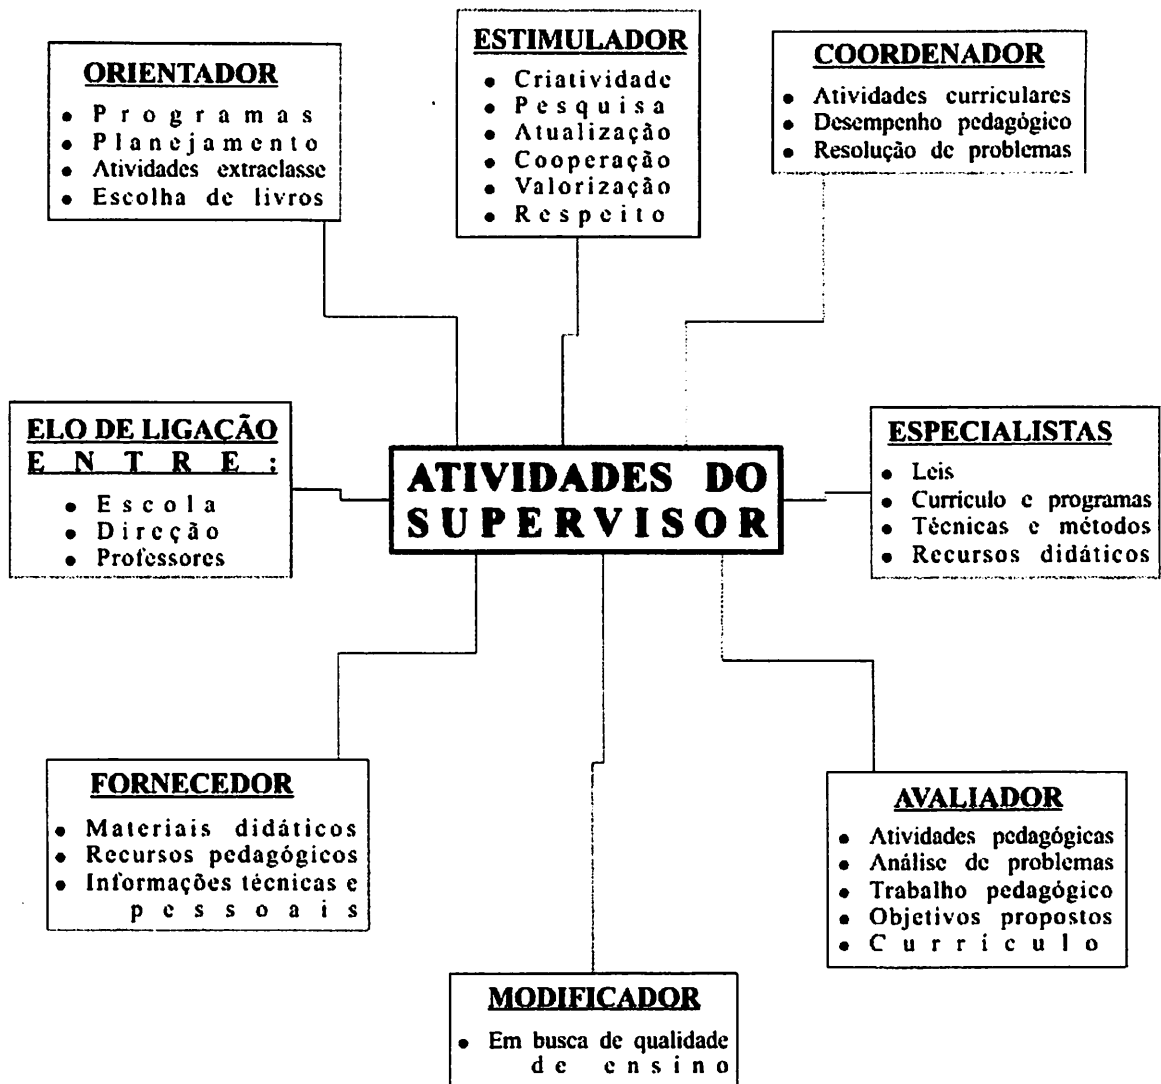 ORIENTADOR
• Programas
• Planejamento
• Atividades extraclasse
• Escolha de livros
ESTIMULADOR
• Criatividade
• Pesquisa
• Atualização
• Cooperação
• Valorização
• Respeito
COORDENADOR
• Atividades curriculares
• Desempenho pedagógico
• Resolução de problemas
ELO DE LIGAÇÃO
ENTRE:
• Escola
• Direção
• Professores
ATIVIDADES DO
SUPERVISOR
ESPECIALISTAS
• Leis
• Currículo e programas
• Técnicas e métodos
• Recursos didáticos
FORNECEDOR
• Materiais didáticos
• Recursos pedagógicos
• Informações técnicas e
pessoais
MODIFICADOR
• Em busca de qualidade
de ensino
AVALIADOR
• Atividades pedagógicas
• Análise de problemas
• Trabalho pedagógico
• Objetivos propostos
• Currículo